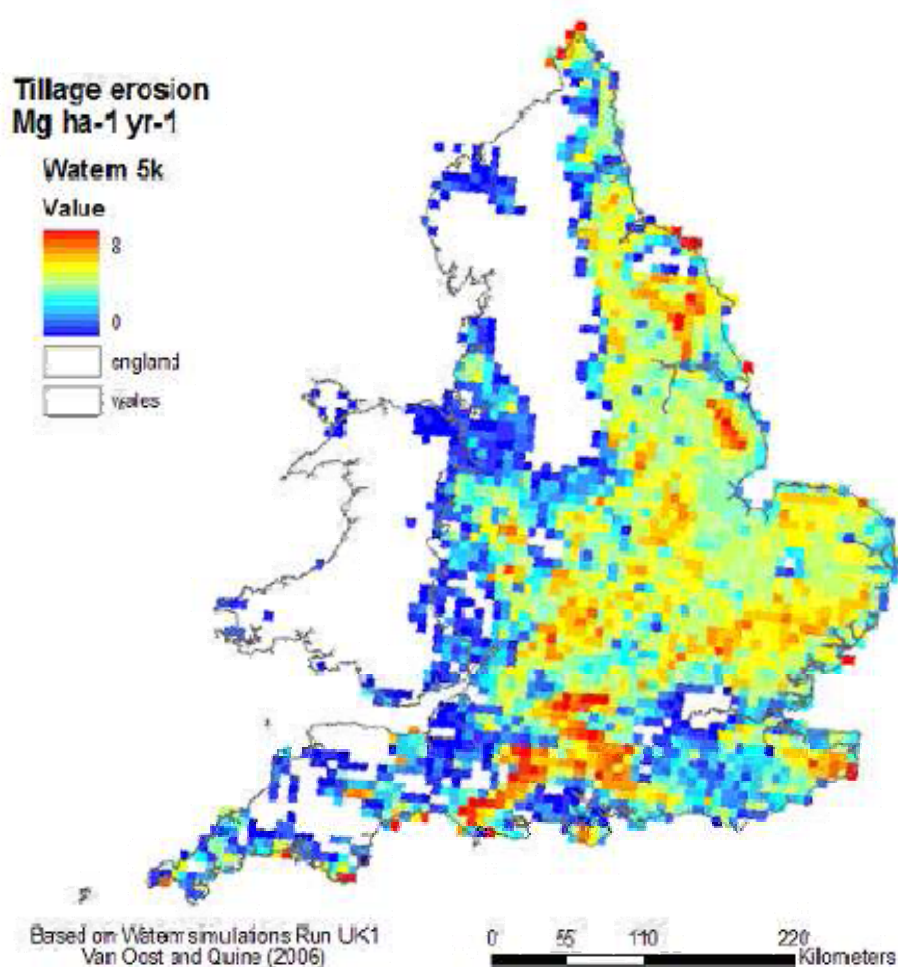 Tillage erosion
Mg ha-1 yr-1
Watem 5k
Value
8
0
england
wales
Based on Watem simulations Run UK1
Van Oost and Quine (2006)
0 55 110 220
Kilometers